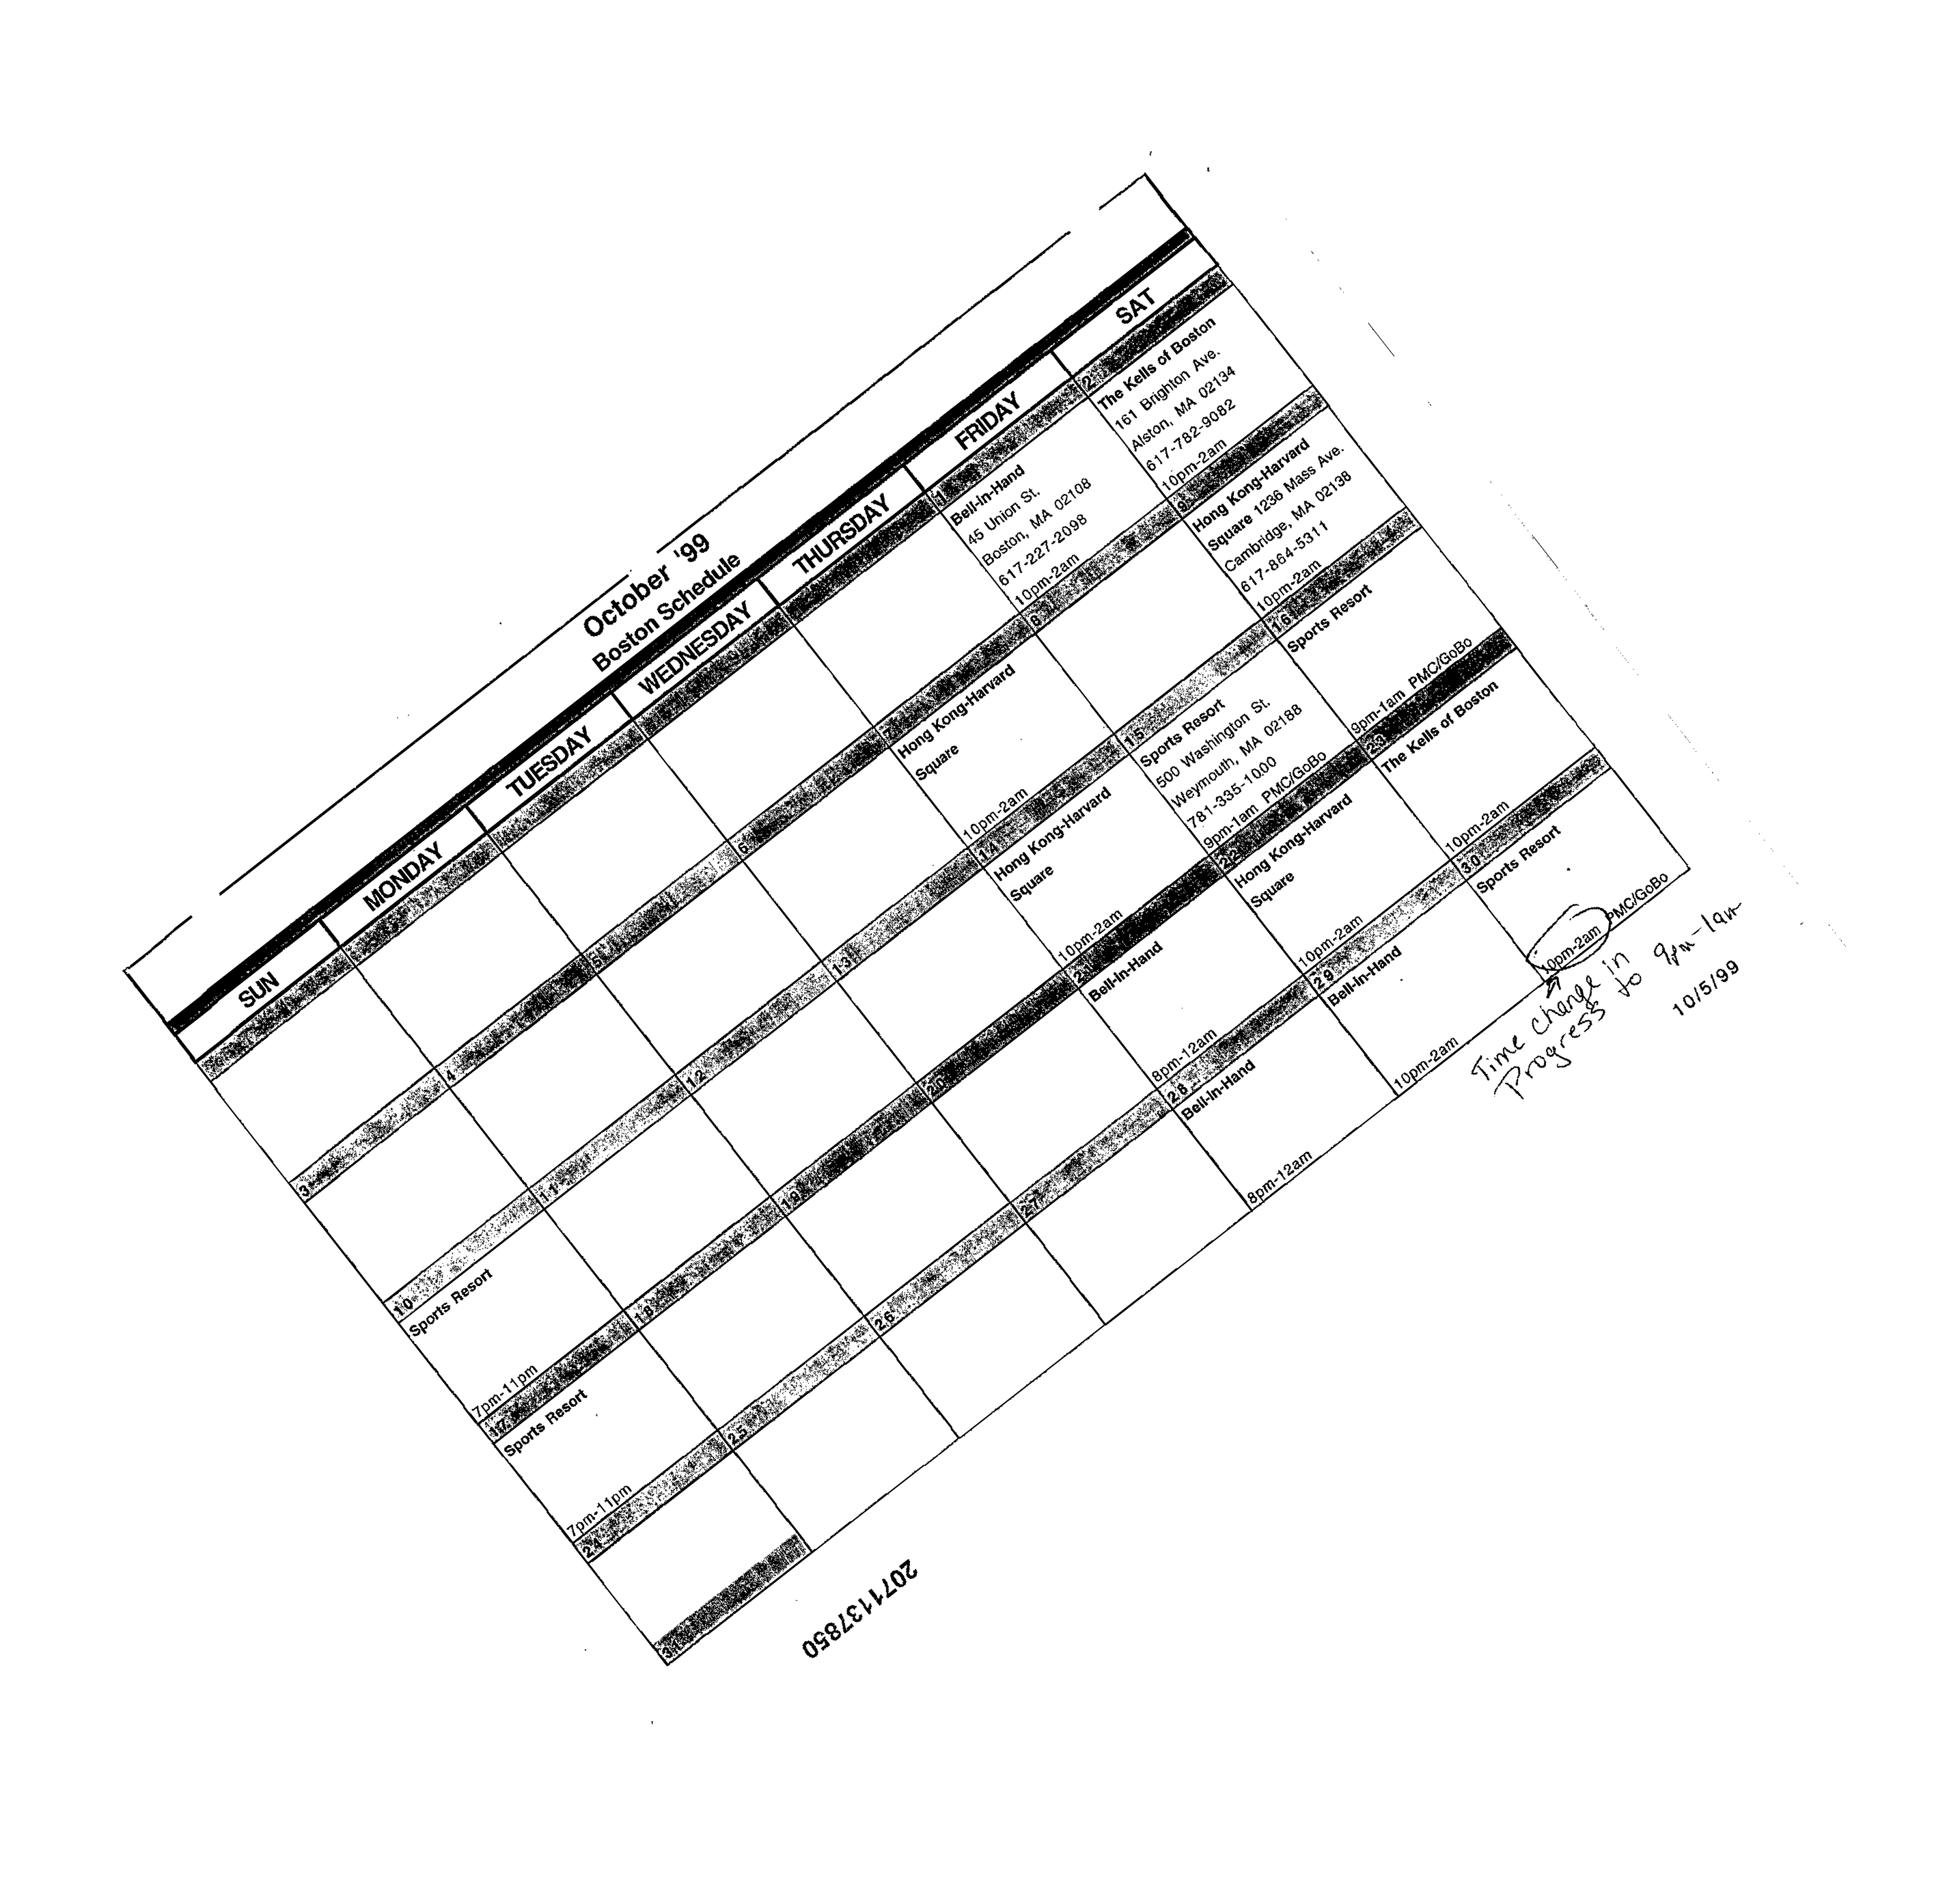 October '99
Boston Schedule
SUN
MONDAY
TUESDAY
WEDNESDAY
THURSDAY
FRIDAY
SAT
1
Bell-In-Hand
45 Union St.
Boston, MA 02108
617-227-2098
10pm-2am
2
The Kells of Boston
161 Brighton Ave.
Alston, MA 02134
617-782-9082
10pm-2am
3
4
5
6
7
Hong Kong-Harvard
Square
10pm-2am
8
9
Hong Kong-Harvard
Square 1236 Mass Ave.
Cambridge, MA 02138
617-864-5311
10pm-2am
10
Sports Resort
7pm-11pm
11
12
13
14
Hong Kong-Harvard
Square
10pm-2am
15
Sports Resort
500 Washington St.
Weymouth, MA 02188
781-335-1000
9pm-1am PMC/GoBo
16
Sports Resort
9pm-1am PMC/GoBo
17
Sports Resort
7pm-11pm
18
19
20
21
Bell-In-Hand
8pm-12am
22
Hong Kong-Harvard
Square
10pm-2am
23
The Kells of Boston
10pm-2am
24
25
26
27
28
Bell-In-Hand
8pm-12am
29
Bell-In-Hand
10pm-2am
30
Sports Resort
10pm-2am PMC/GoBo
31
Time change in
Progress to 9pm-1am
10/5/99
2071137850